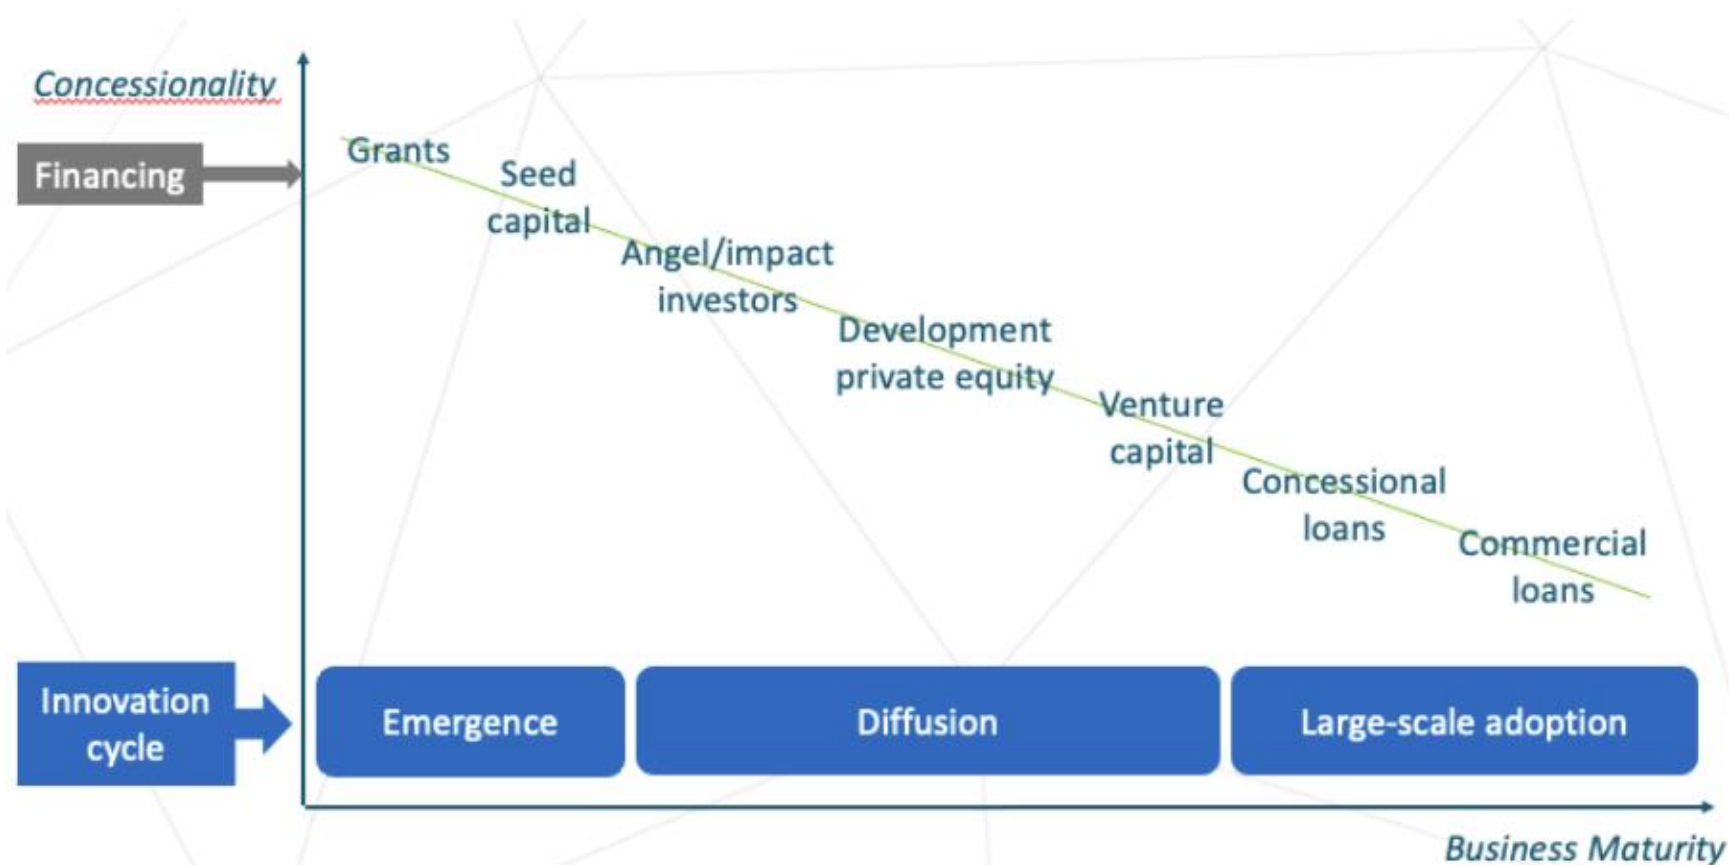 Concessionality
Financing
Grants
Seed
capital
Angel/impact
investors
Development
private equity
Venture
capital
Concessional
loans
Commercial
loans
Innovation
cycle
Emergence
Diffusion
Large-scale adoption
Business Maturity